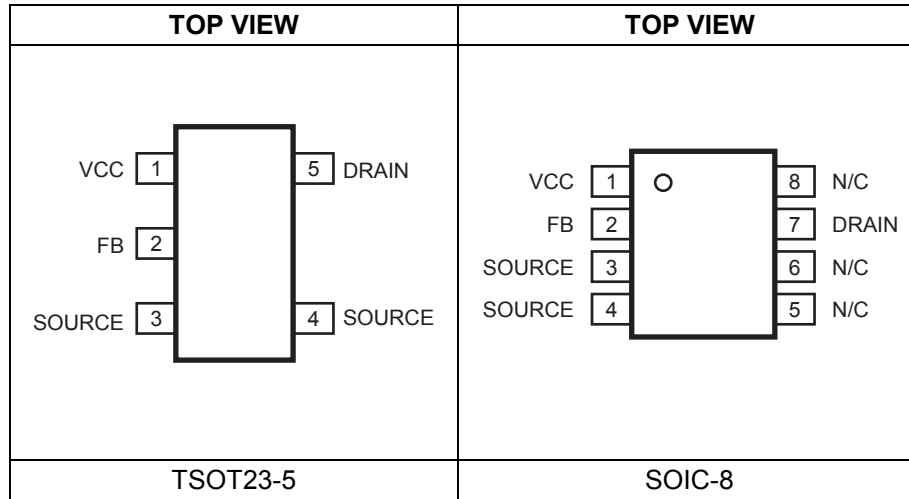 TOP VIEW
TOP VIEW
VCC 1
5 DRAIN
FB 2
SOURCE 3
4 SOURCE
VCC 1
8 N/C
FB 2
7 DRAIN
SOURCE 3
6 N/C
SOURCE 4
5 N/C
TSOT23-5
SOIC-8